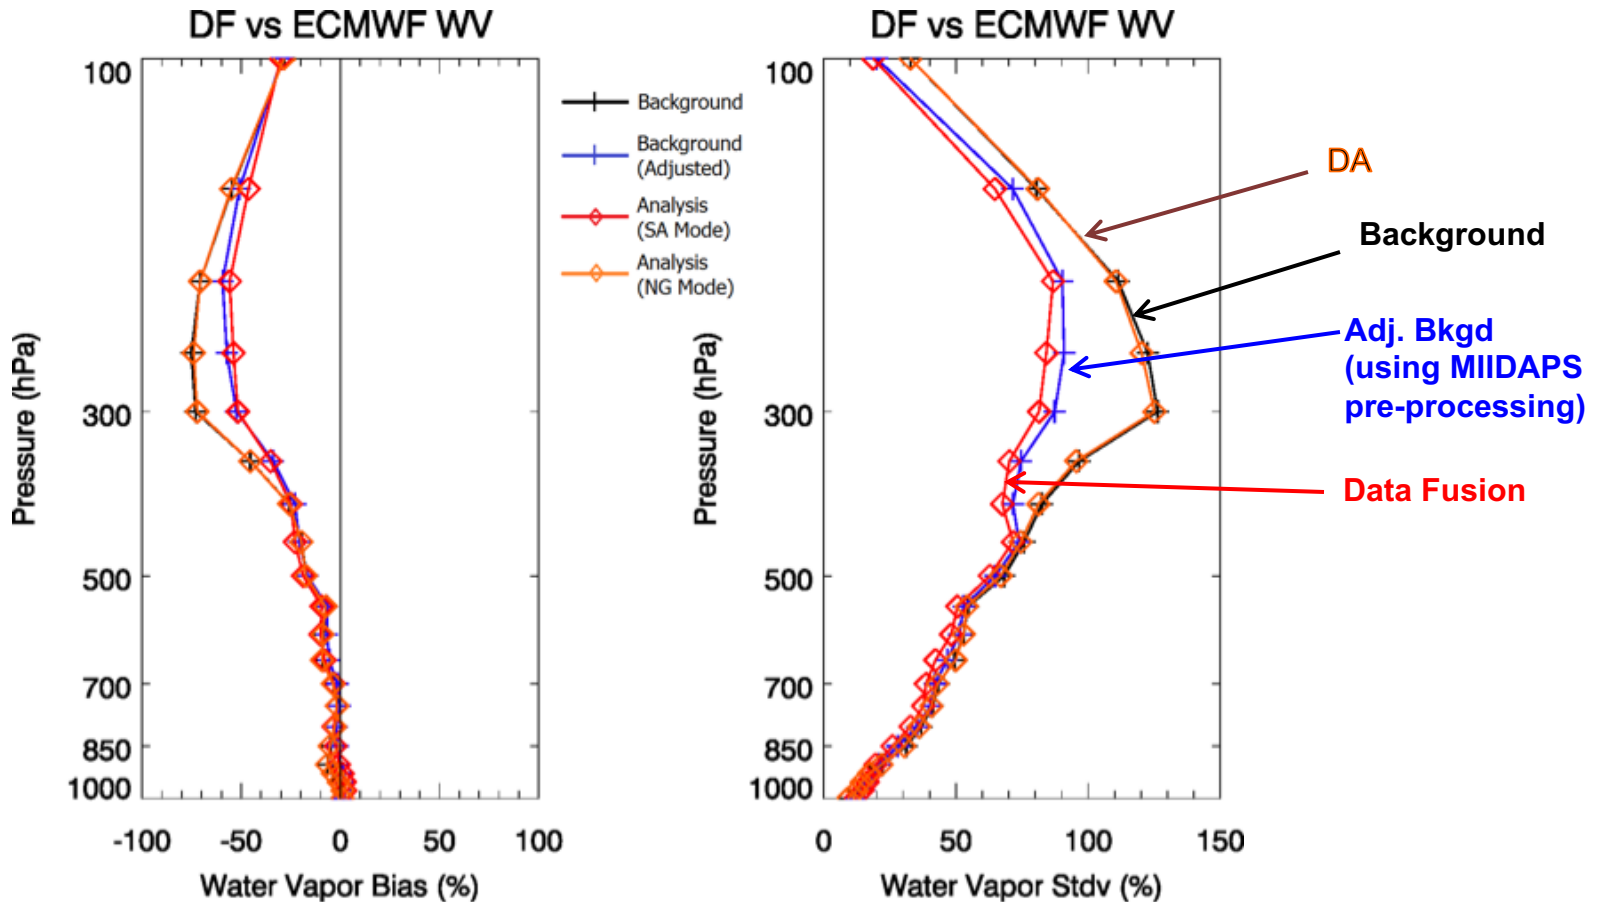 DF vs ECMWF WV
100
300
500
700
850
1000
Pressure (hPa)
-100 -50 0 50 100
Water Vapor Bias (%)
Background
Background
(Adjusted)
Analysis
(SA Mode)
Analysis
(NG Mode)
DF vs ECMWF WV
100
300
500
700
850
1000
Pressure (hPa)
0 50 100 150
Water Vapor Stdv (%)
DA
Background
Adj. Bkgd
(using MIIDAPS
pre-processing)
Data Fusion